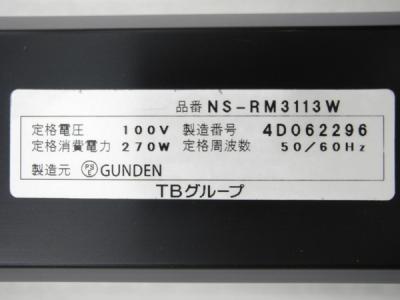 品番 NS-RM3113W
定格電圧 100V 製造番号 4D062296
定格消費電力 270W 定格周波数 50/60Hz
製造元 PSE GUNDEN
TBグループ